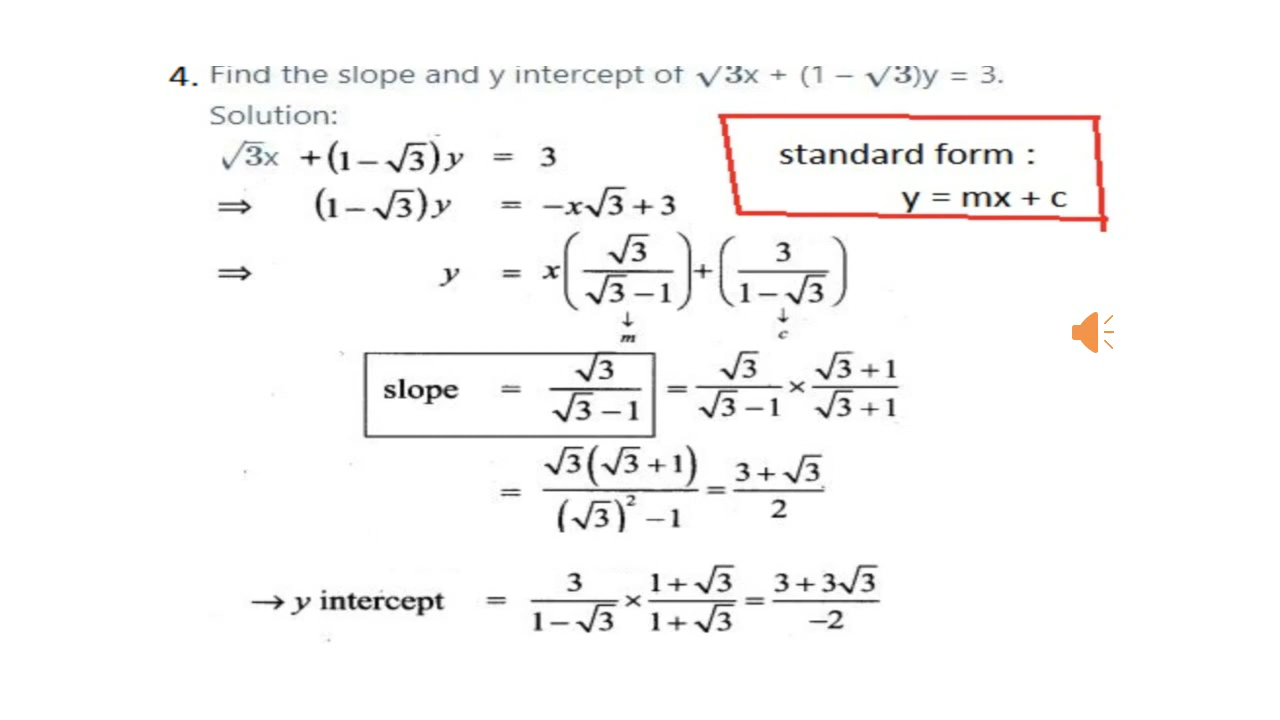 4. Find the slope and y intercept of √3x + (1 − √3)y = 3.
Solution:
√3x + (1 − √3) y = 3
standard form :
y = mx + c
⇒ (1 − √3) y = −x√3 + 3
⇒ y = x(√3/(√3 − 1)) + (3/(1 − √3))
↓ ↓
m c
slope = √3/(√3 − 1) = √3/(√3 − 1) × (√3 + 1)/(√3 + 1)
= √3(√3 + 1)/((√3)² − 1) = (3 + √3)/2
→ y intercept = 3/(1 − √3) × (1 + √3)/(1 + √3) = (3 + 3√3)/−2